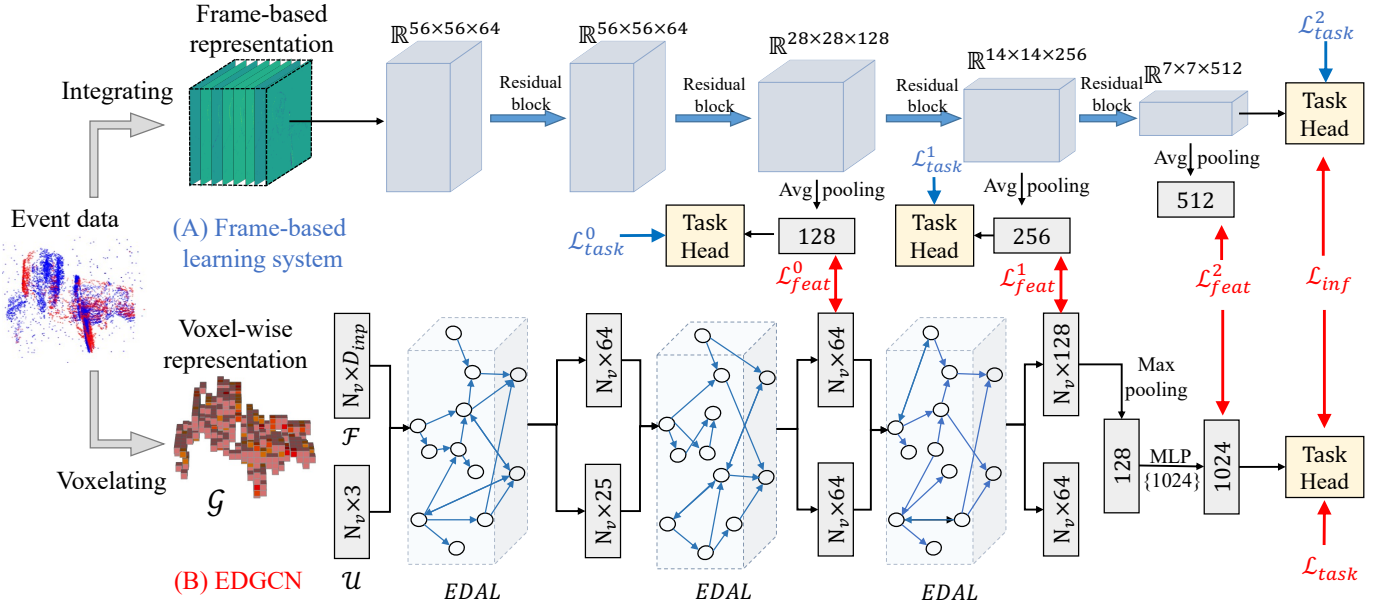 Frame-based
representation
ℝ^{56×56×64}
ℝ^{56×56×64}
ℝ^{28×28×128}
ℝ^{14×14×256}
ℝ^{7×7×512}
ℒ^2_{task}
Integrating
Residual
block
Residual
block
Residual
block
Residual
block
Task
Head
Avg pooling
Avg pooling
Avg pooling
ℒ^1_{task}
Event data
(A) Frame-based
learning system
ℒ^0_{task}
Task
Head
128
Task
Head
256
512
ℒ^0_{feat}
ℒ^1_{feat}
ℒ^2_{feat}
ℒ_{inf}
Voxel-wise
representation
N_v×D_{inp}
ℱ
N_v×64
N_v×64
N_v×128
Max
pooling
Voxelating
𝒢
N_v×3
𝒰
N_v×25
N_v×64
N_v×64
128
MLP
{1024}
1024
Task
Head
(B) EDGCN
EDAL
EDAL
EDAL
ℒ_{task}